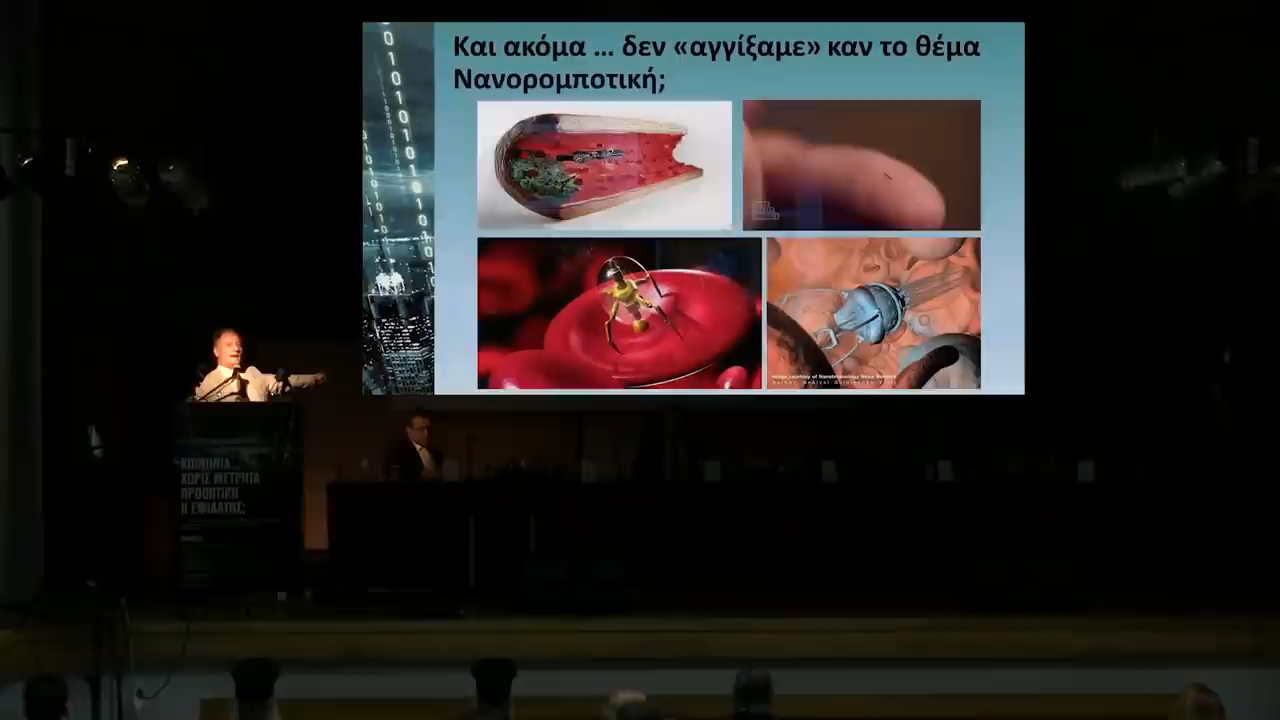 Και ακόμα ... δεν «αγγίξαμε» καν το θέμα
Νανορομποτική;
ΚΟΙΝΩΝΙΑ
ΧΩΡΙΣ ΜΕΤΡΗΤΑ
ΠΡΟΟΠΤΙΚΗ
Ή ΕΦΙΑΛΤΗΣ;